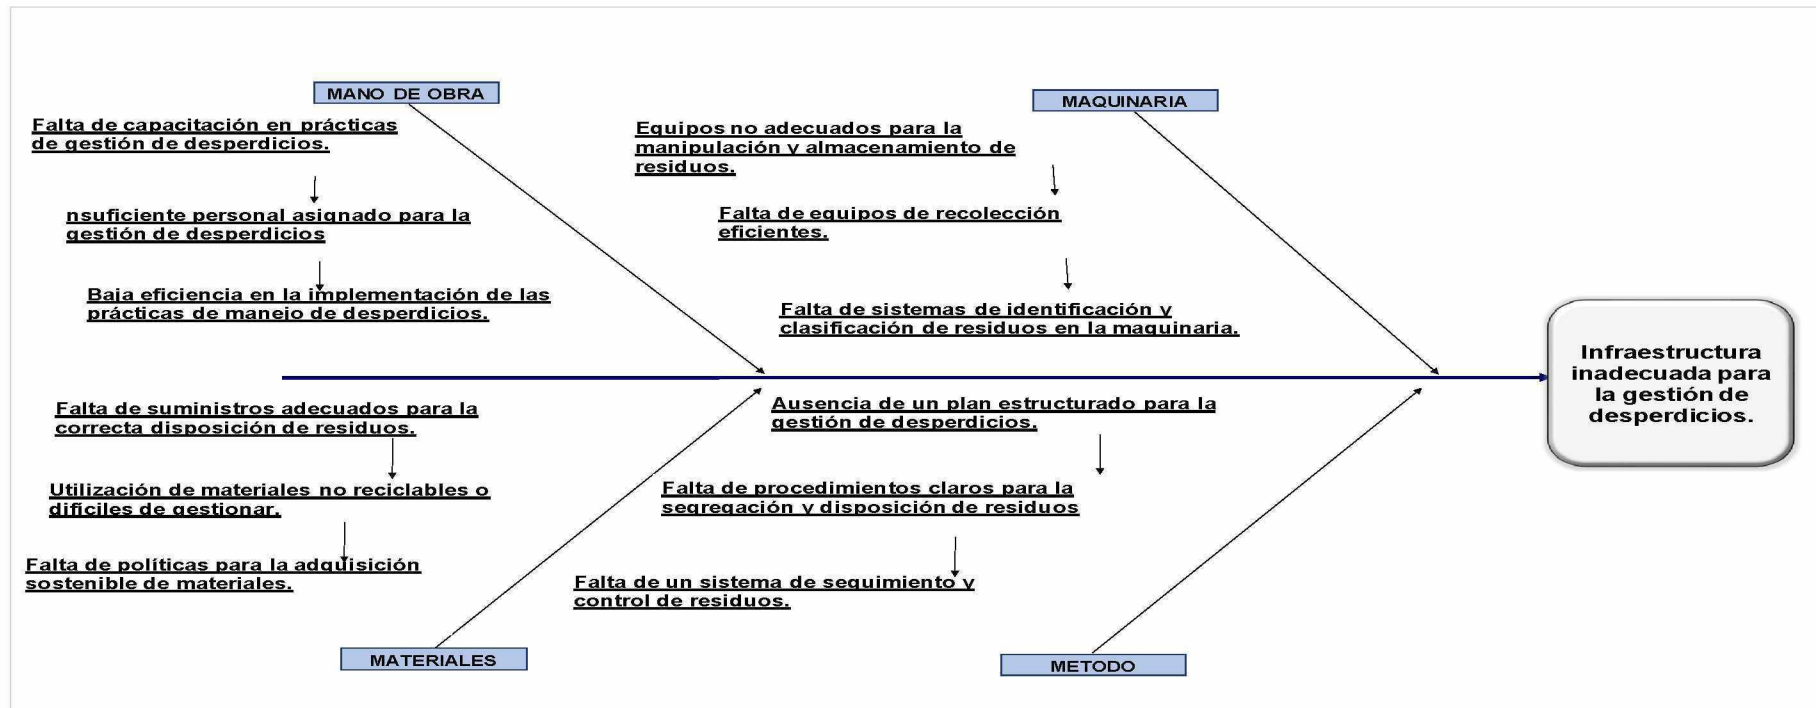 MANO DE OBRA
Falta de capacitación en prácticas
de gestión de desperdicios.
nsuficiente personal asignado para la
gestión de desperdicios
Baja eficiencia en la implementación de las
prácticas de manejo de desperdicios.
MAQUINARIA
Equipos no adecuados para la
manipulación y almacenamiento de
residuos.
Falta de equipos de recolección
eficientes.
Falta de sistemas de identificación y
clasificación de residuos en la maquinaria.
Infraestructura
inadecuada para
la gestión de
desperdicios.
Falta de suministros adecuados para la
correcta disposición de residuos.
Utilización de materiales no reciclables o
difíciles de gestionar.
Falta de políticas para la adquisición
sostenible de materiales.
MATERIALES
Ausencia de un plan estructurado para la
gestión de desperdicios.
Falta de procedimientos claros para la
segregación y disposición de residuos
Falta de un sistema de seguimiento y
control de residuos.
METODO